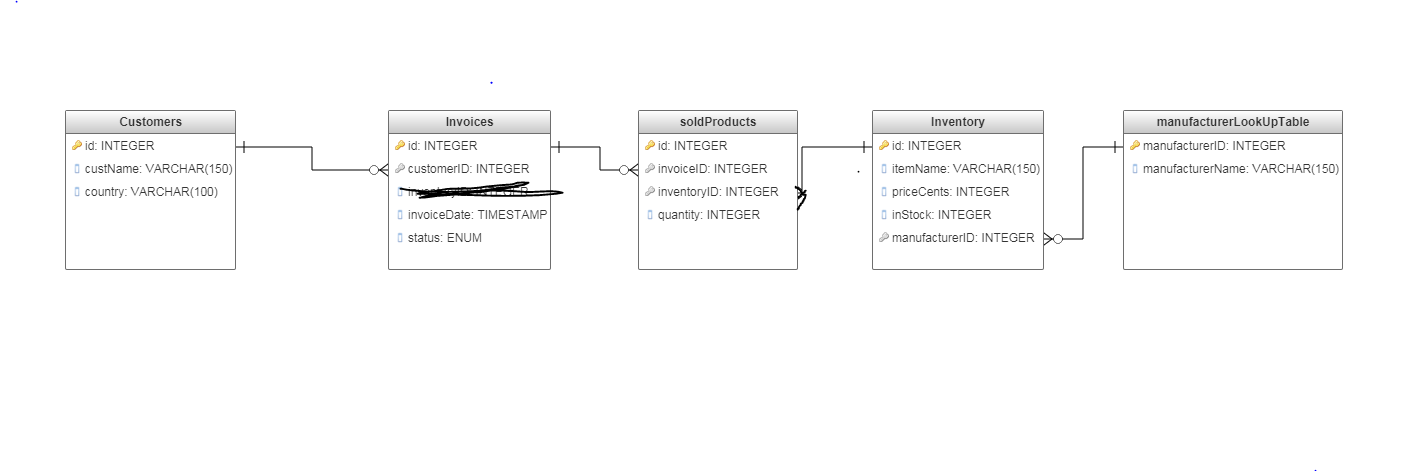 Customers
id: INTEGER
custName: VARCHAR(150)
country: VARCHAR(100)
Invoices
id: INTEGER
customerID: INTEGER
invoiceDate: TIMESTAMP
status: ENUM
soldProducts
id: INTEGER
invoiceID: INTEGER
inventoryID: INTEGER
quantity: INTEGER
Inventory
id: INTEGER
itemName: VARCHAR(150)
priceCents: INTEGER
inStock: INTEGER
manufacturerID: INTEGER
manufacturerLookUpTable
manufacturerID: INTEGER
manufacturerName: VARCHAR(150)